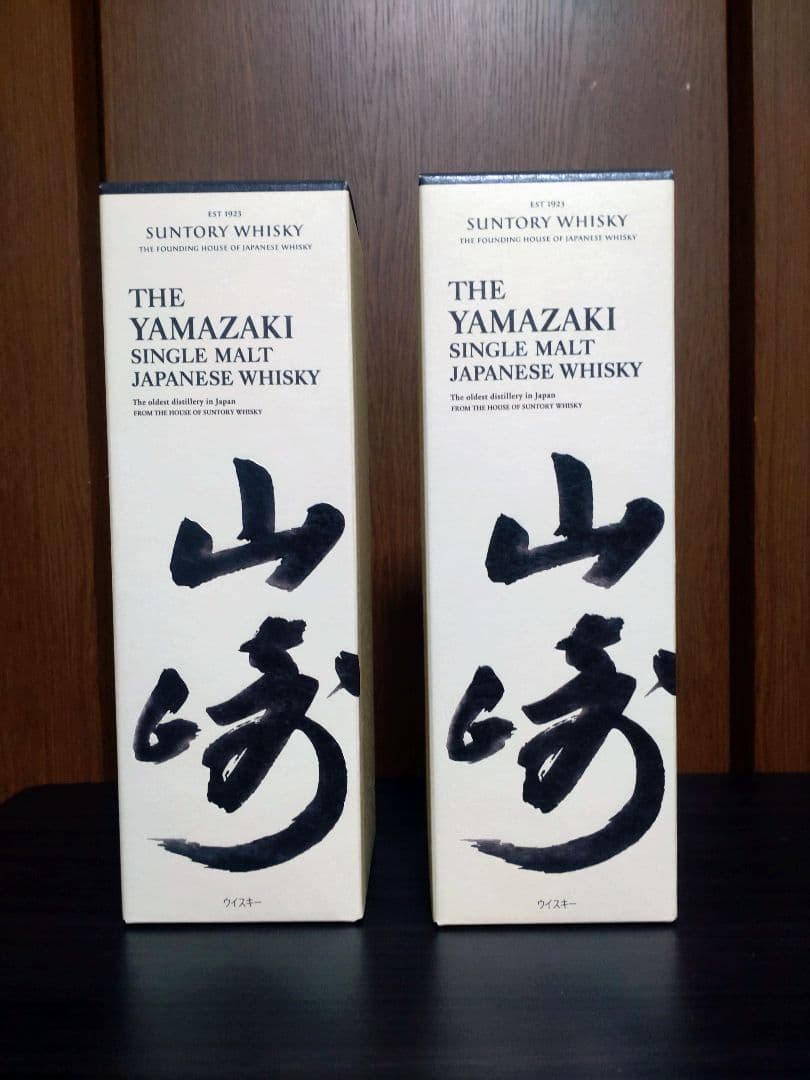 EST 1923
SUNTORY WHISKY
THE FOUNDING HOUSE OF JAPANESE WHISKY
THE
YAMAZAKI
SINGLE MALT
JAPANESE WHISKY
The oldest distillery in Japan
FROM THE HOUSE OF SUNTORY WHISKY
山
崎
ウイスキー
EST 1923
SUNTORY WHISKY
THE FOUNDING HOUSE OF JAPANESE WHISKY
THE
YAMAZAKI
SINGLE MALT
JAPANESE WHISKY
The oldest distillery in Japan
FROM THE HOUSE OF SUNTORY WHISKY
山
崎
ウイスキー